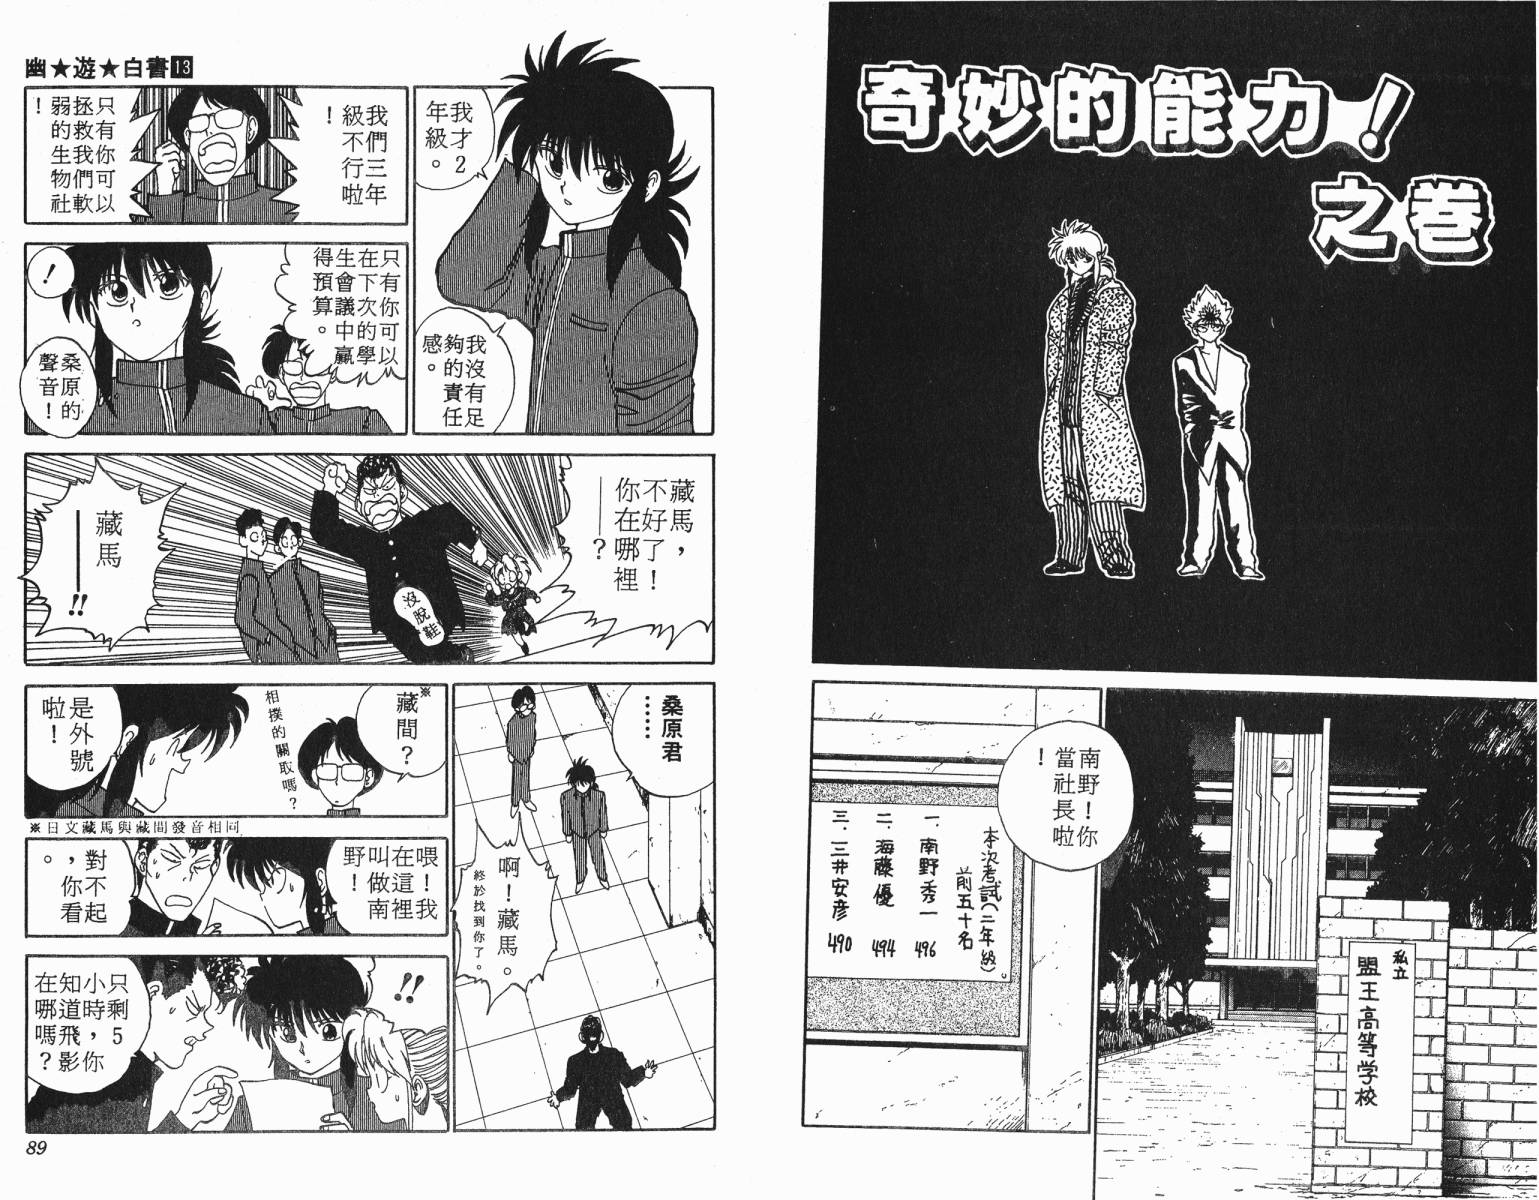 奇妙的能力！
之卷
私立
盟王高等学校
南野！你
當社長啦
！
本次考試（二年級）
前五十名。
一．南野秀一 496
二．海藤優 494
三．三井安彦 490
幽★遊★白書13
我才2
年級。
我沒有足
夠的責任
感。
我們三年
級不行啦
！
只有你可以
拯救我們軟
弱的生物社
！
只有你可以
在下次的學
生會議中贏
得預算。
！
桑原的
聲音！
藏馬，
不好了！
你在哪裡
——？
沒脫鞋
藏馬
——!!
桑原君
……
啊！藏馬。
終於找到你了。
※藏間？
相撲的關取嗎？
是外號
啦！
※日文藏馬與藏間發音相同
喂！我
在這裡
叫做南
野！
對不起
，你看
。
!!
只剩5
小時，你
知道飛影
在哪嗎？
89